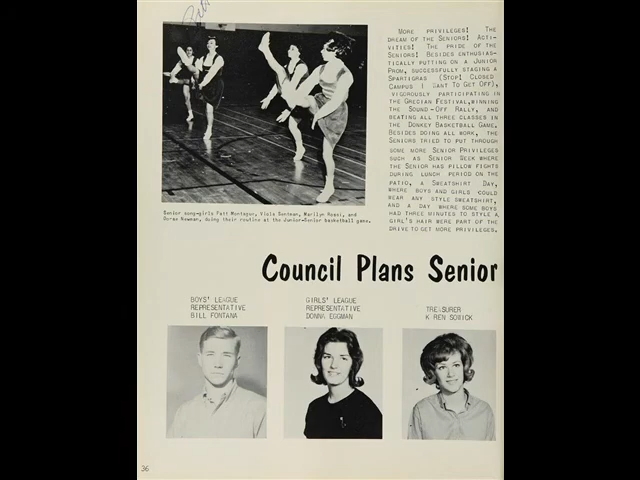 MORE PRIVILEGES! THE
DREAM OF THE SENIORS! ACTI-
VITIES! THE PRIDE OF THE
SENIORS! BESIDES ENTHUSIAS-
TICALLY PUTTING ON A JUNIOR
PROM, SUCCESSFULLY STAGING A
SPARTIGRAS (STOP! CLOSED
CAMPUS I WANT TO GET OFF),
VIGOROUSLY PARTICIPATING IN
THE GRECIAN FESTIVAL, WINNING
THE SOUND-OFF RALLY, AND
BEATING ALL THREE CLASSES IN
THE DONKEY BASKETBALL GAME.
BESIDES DOING ALL WORK, THE
SENIORS TRIED TO PUT THROUGH
SOME MORE SENIOR PRIVILEGES
SUCH AS SENIOR WEEK WHERE
THE SENIOR HAS PILLOW FIGHTS
DURING LUNCH PERIOD ON THE
PATIO, A SWEATSHIRT DAY,
WHERE BOYS AND GIRLS COULD
WEAR ANY STYLE SWEATSHIRT,
AND A DAY WHERE SOME BOYS
HAD THREE MINUTES TO STYLE A
GIRL'S HAIR WERE PART OF THE
DRIVE TO GET MORE PRIVILEGES.
Senior song-girls Patt Montague, Viola Sentman, Marilyn Rossi, and
Doree Newman, doing their routine at the Junior-Senior basketball game.
Council Plans Senior
BOYS' LEAGUE
REPRESENTATIVE
BILL FONTANA
GIRLS' LEAGUE
REPRESENTATIVE
DONNA EGGMAN
TREASURER
K REN SOWICK
36